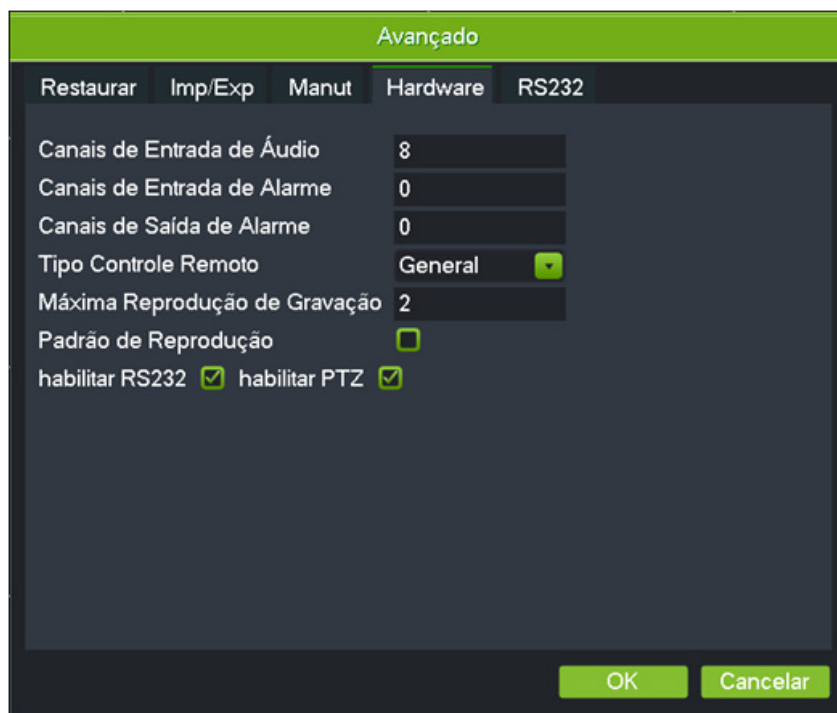 Avançado
Restaurar Imp/Exp Manut Hardware RS232
Canais de Entrada de Áudio 8
Canais de Entrada de Alarme 0
Canais de Saída de Alarme 0
Tipo Controle Remoto General
Máxima Reprodução de Gravação 2
Padrão de Reprodução
habilitar RS232 habilitar PTZ
OK Cancelar